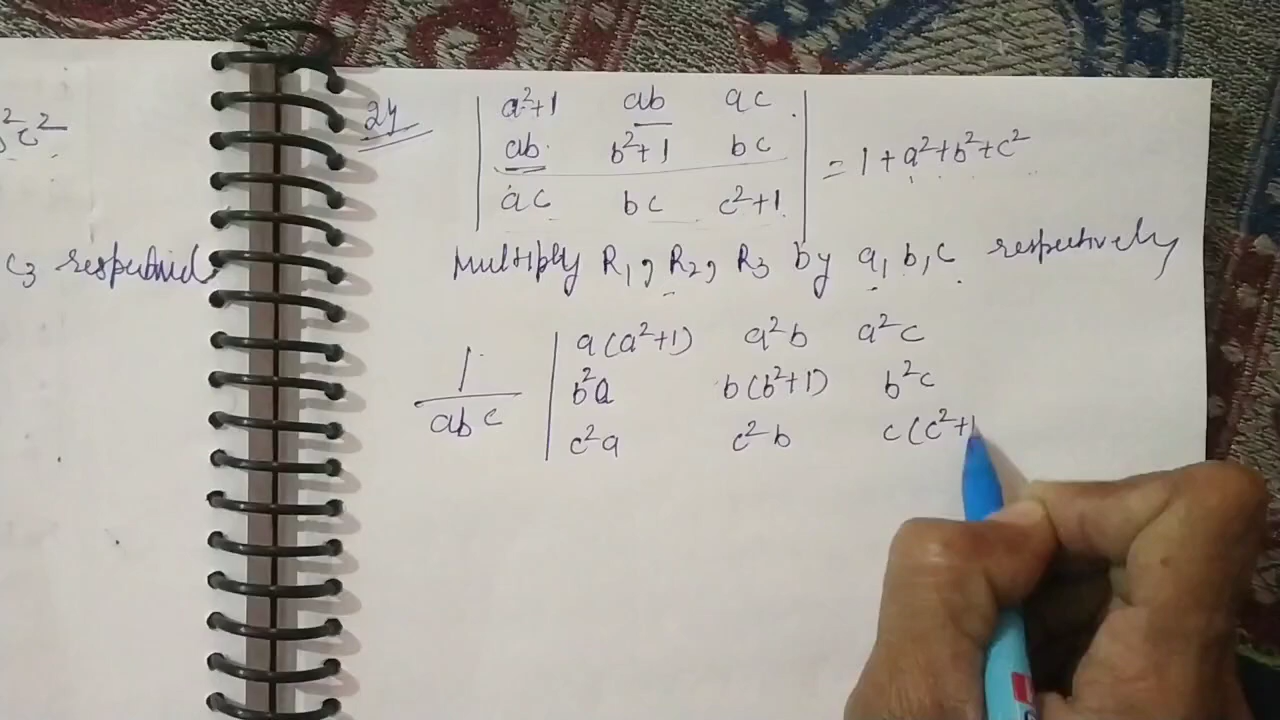 b²c²
C3 respectively
24
a²+1 ab ac
ab b²+1 bc = 1+a²+b²+c²
ac bc c²+1
Multiply R1, R2, R3 by a, b, c respectively
1/abc
a(a²+1) a²b a²c
b²a b(b²+1) b²c
c²a c²b c(c²+1